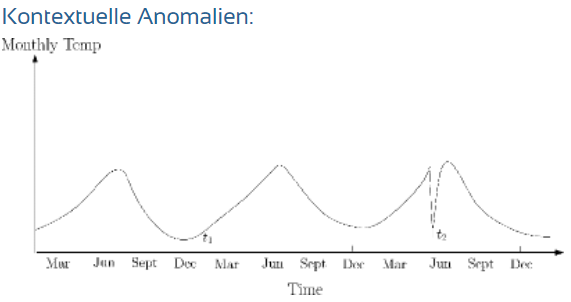 Kontextuelle Anomalien:
Monthly Temp
t₁
t₂
Mar Jun Sept Dec Mar Jun Sept Dec Mar Jun Sept Dec
Time